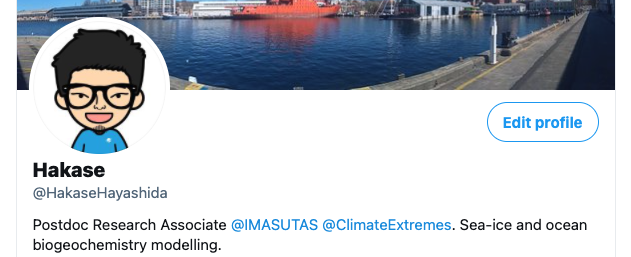 Edit profile
Hakase
@HakaseHayashida
Postdoc Research Associate @IMASUTAS @ClimateExtremes. Sea-ice and ocean
biogeochemistry modelling.